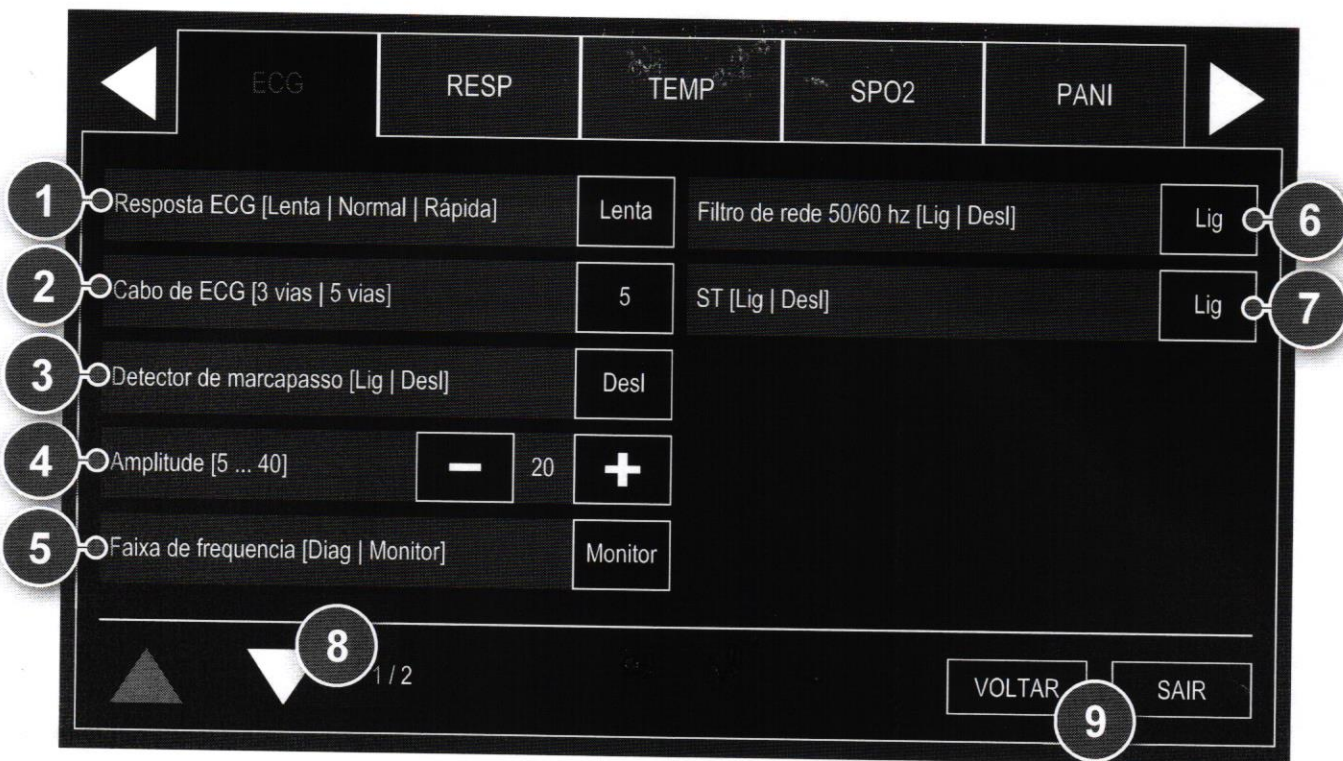 ECG RESP TEMP SPO2 PANI
1 Resposta ECG [Lenta | Normal | Rápida] Lenta
Filtro de rede 50/60 hz [Lig | Desl] Lig 6
2 Cabo de ECG [3 vias | 5 vias] 5
ST [Lig | Desl] Lig 7
3 Detector de marcapasso [Lig | Desl] Desl
4 Amplitude [5 ... 40] − 20 +
5 Faixa de frequencia [Diag | Monitor] Monitor
8
1 / 2
VOLTAR SAIR
9